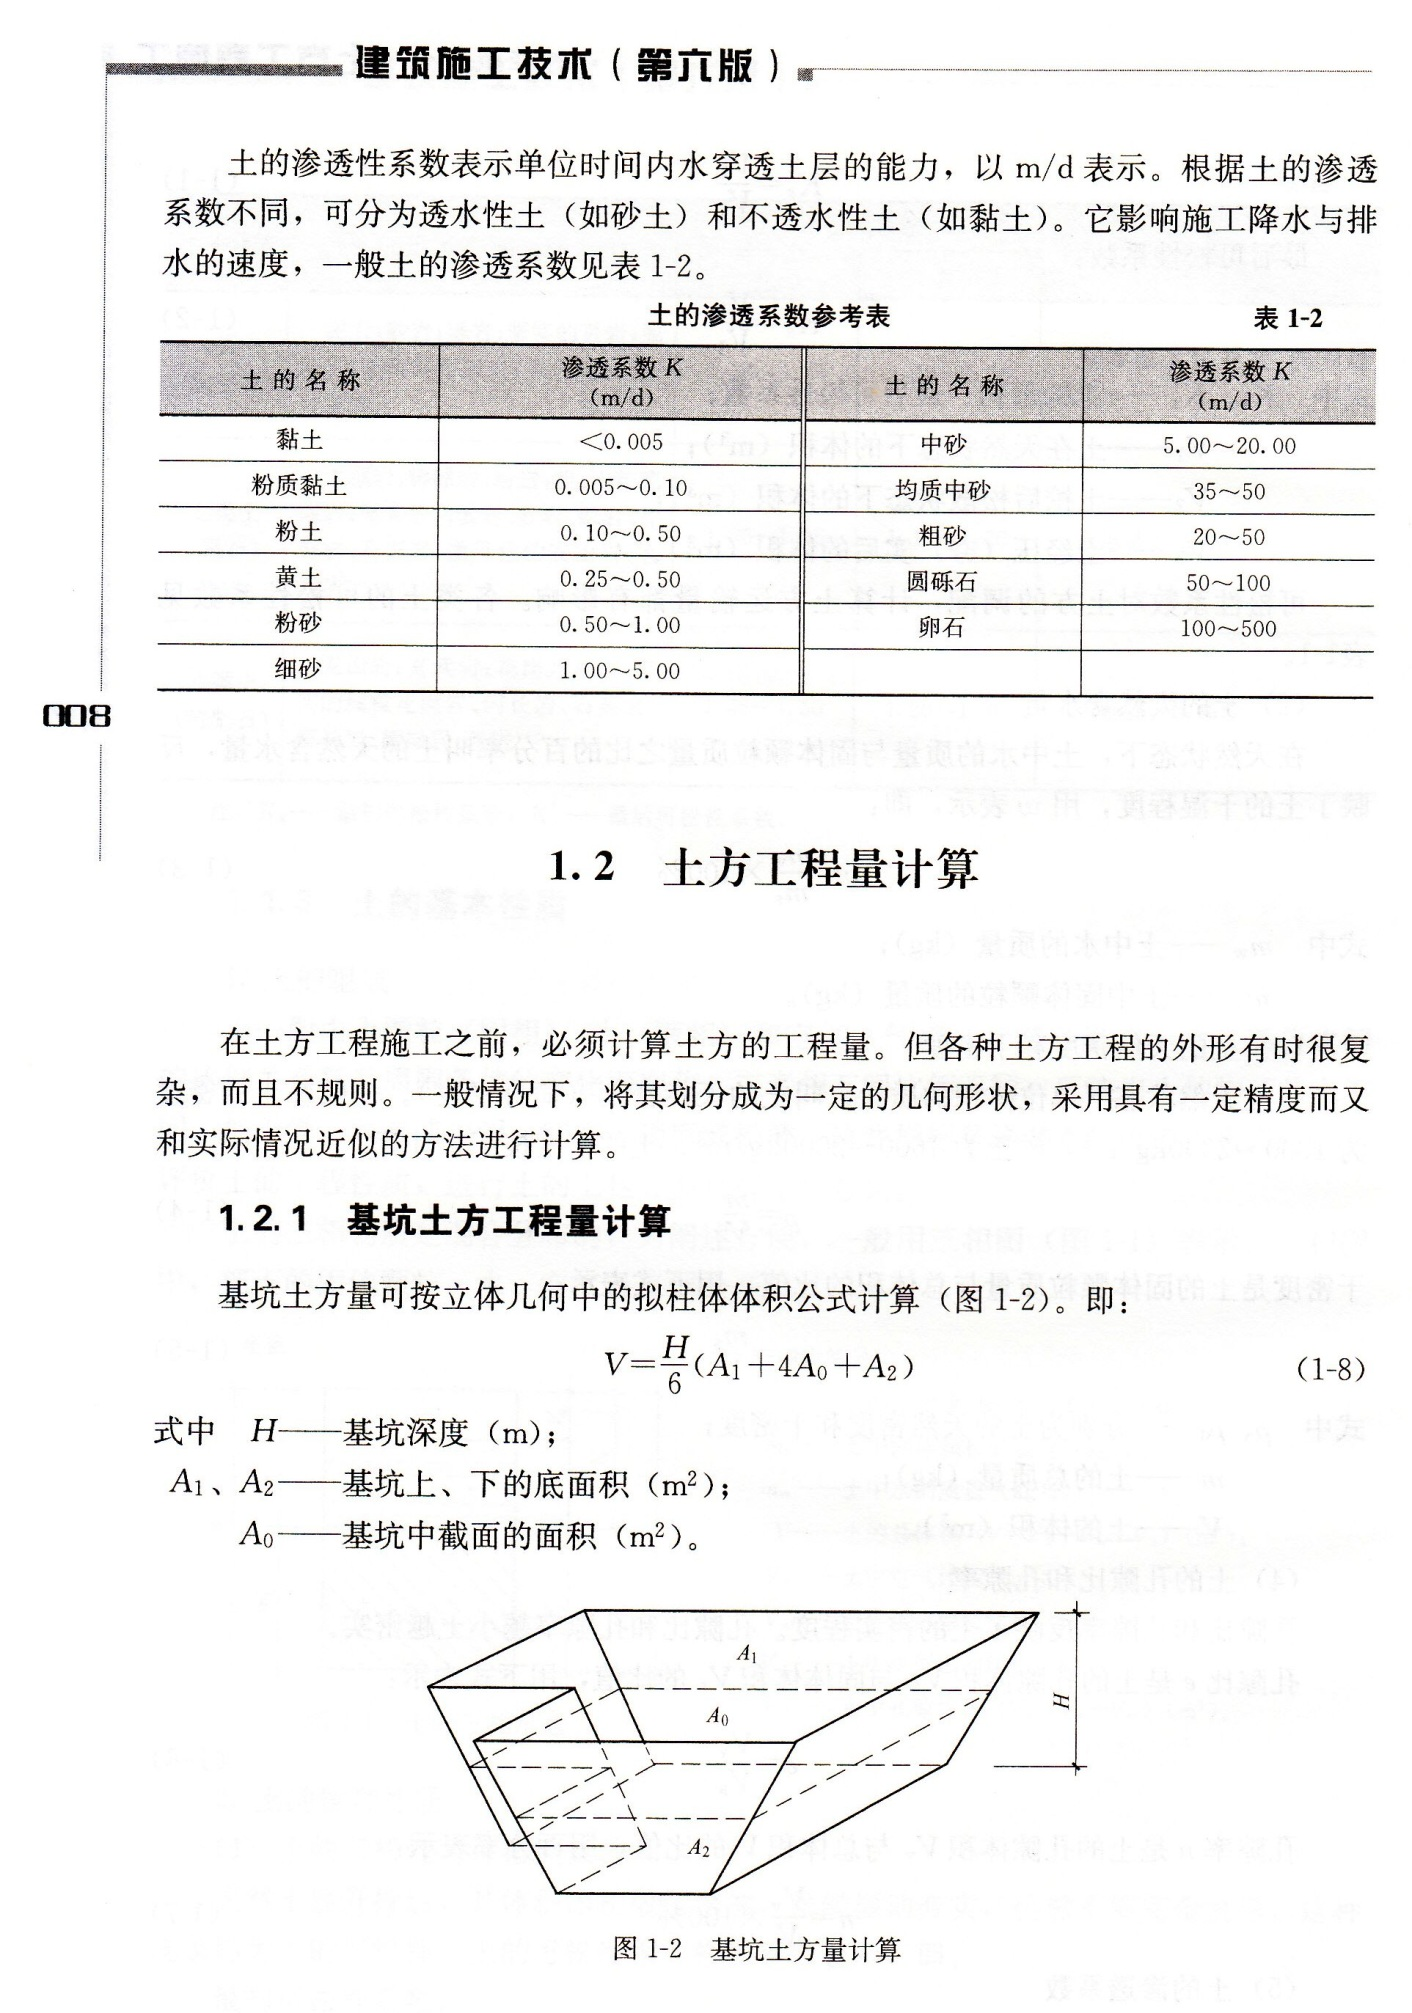 建筑施工技术（第六版）
土的渗透性系数表示单位时间内水穿透土层的能力，以 m/d 表示。根据土的渗透
系数不同，可分为透水性土（如砂土）和不透水性土（如黏土）。它影响施工降水与排
水的速度，一般土的渗透系数见表 1-2。
土的渗透系数参考表 表 1-2
土的名称 渗透系数 K (m/d) 土的名称 渗透系数 K (m/d)
黏土 <0.005 中砂 5.00～20.00
粉质黏土 0.005～0.10 均质中砂 35～50
粉土 0.10～0.50 粗砂 20～50
黄土 0.25～0.50 圆砾石 50～100
粉砂 0.50～1.00 卵石 100～500
细砂 1.00～5.00
008
1.2 土方工程量计算
在土方工程施工之前，必须计算土方的工程量。但各种土方工程的外形有时很复
杂，而且不规则。一般情况下，将其划分成为一定的几何形状，采用具有一定精度而又
和实际情况近似的方法进行计算。
1.2.1 基坑土方工程量计算
基坑土方量可按立体几何中的拟柱体体积公式计算（图 1-2）。即：
V=H/6(A₁+4A₀+A₂) (1-8)
式中 H——基坑深度（m）；
A₁、A₂——基坑上、下的底面积（m²）；
A₀——基坑中截面的面积（m²）。
A₁
A₀
H
A₂
图 1-2 基坑土方量计算